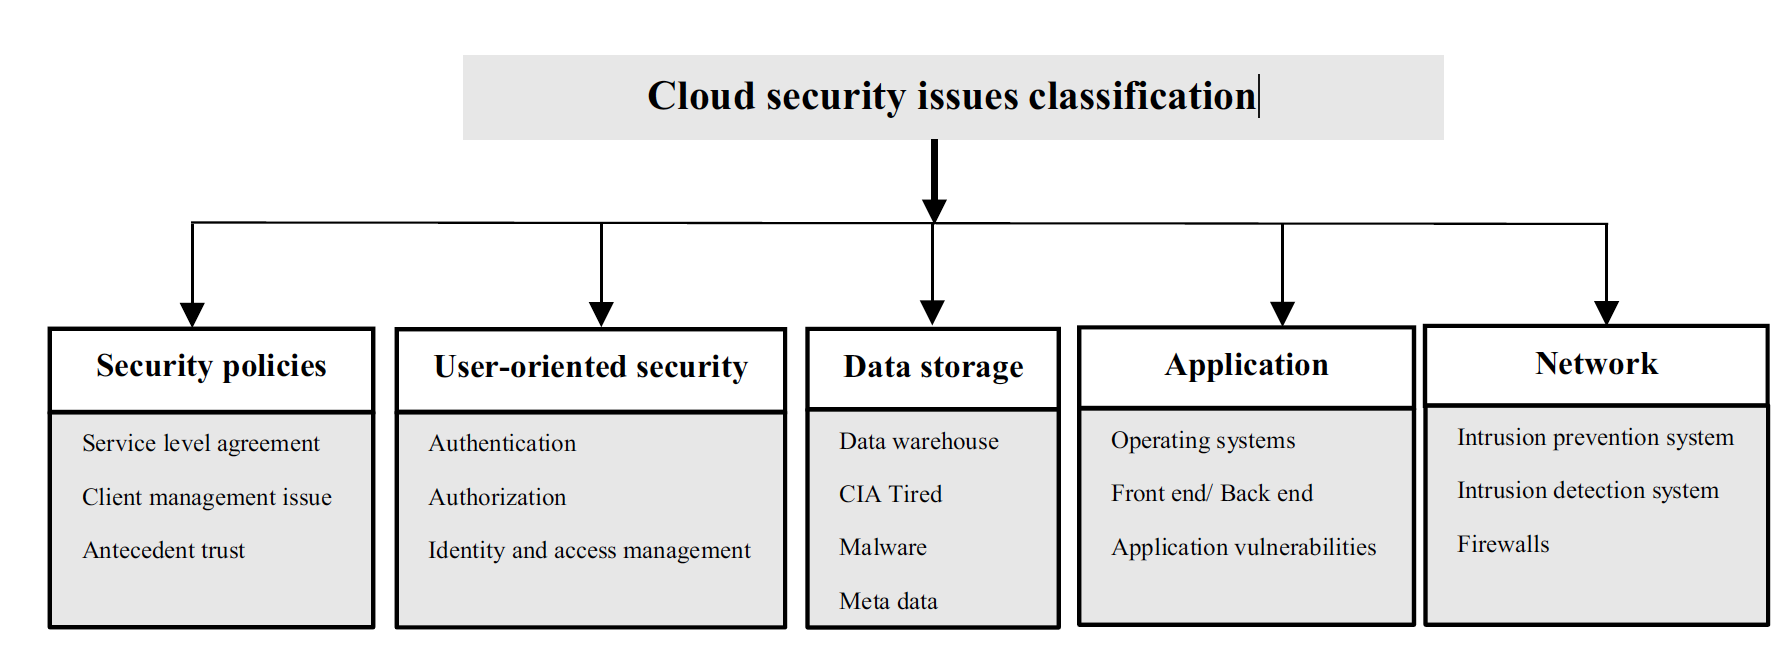 Cloud security issues classification
Security policies
Service level agreement
Client management issue
Antecedent trust
User-oriented security
Authentication
Authorization
Identity and access management
Data storage
Data warehouse
CIA Tired
Malware
Meta data
Application
Operating systems
Front end/ Back end
Application vulnerabilities
Network
Intrusion prevention system
Intrusion detection system
Firewalls